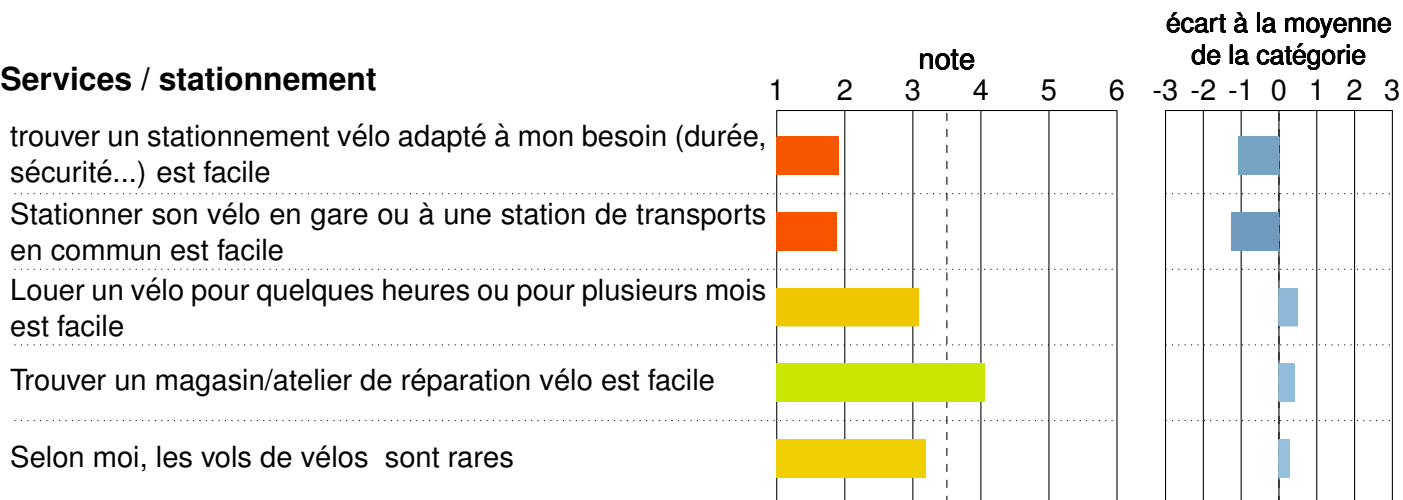 écart à la moyenne
note
de la catégorie
Services / stationnement
1 2 3 4 5 6 -3 -2 -1 0 1 2 3
trouver un stationnement vélo adapté à mon besoin (durée,
sécurité...) est facile
Stationner son vélo en gare ou à une station de transports
en commun est facile
Louer un vélo pour quelques heures ou pour plusieurs mois
est facile
Trouver un magasin/atelier de réparation vélo est facile
Selon moi, les vols de vélos sont rares